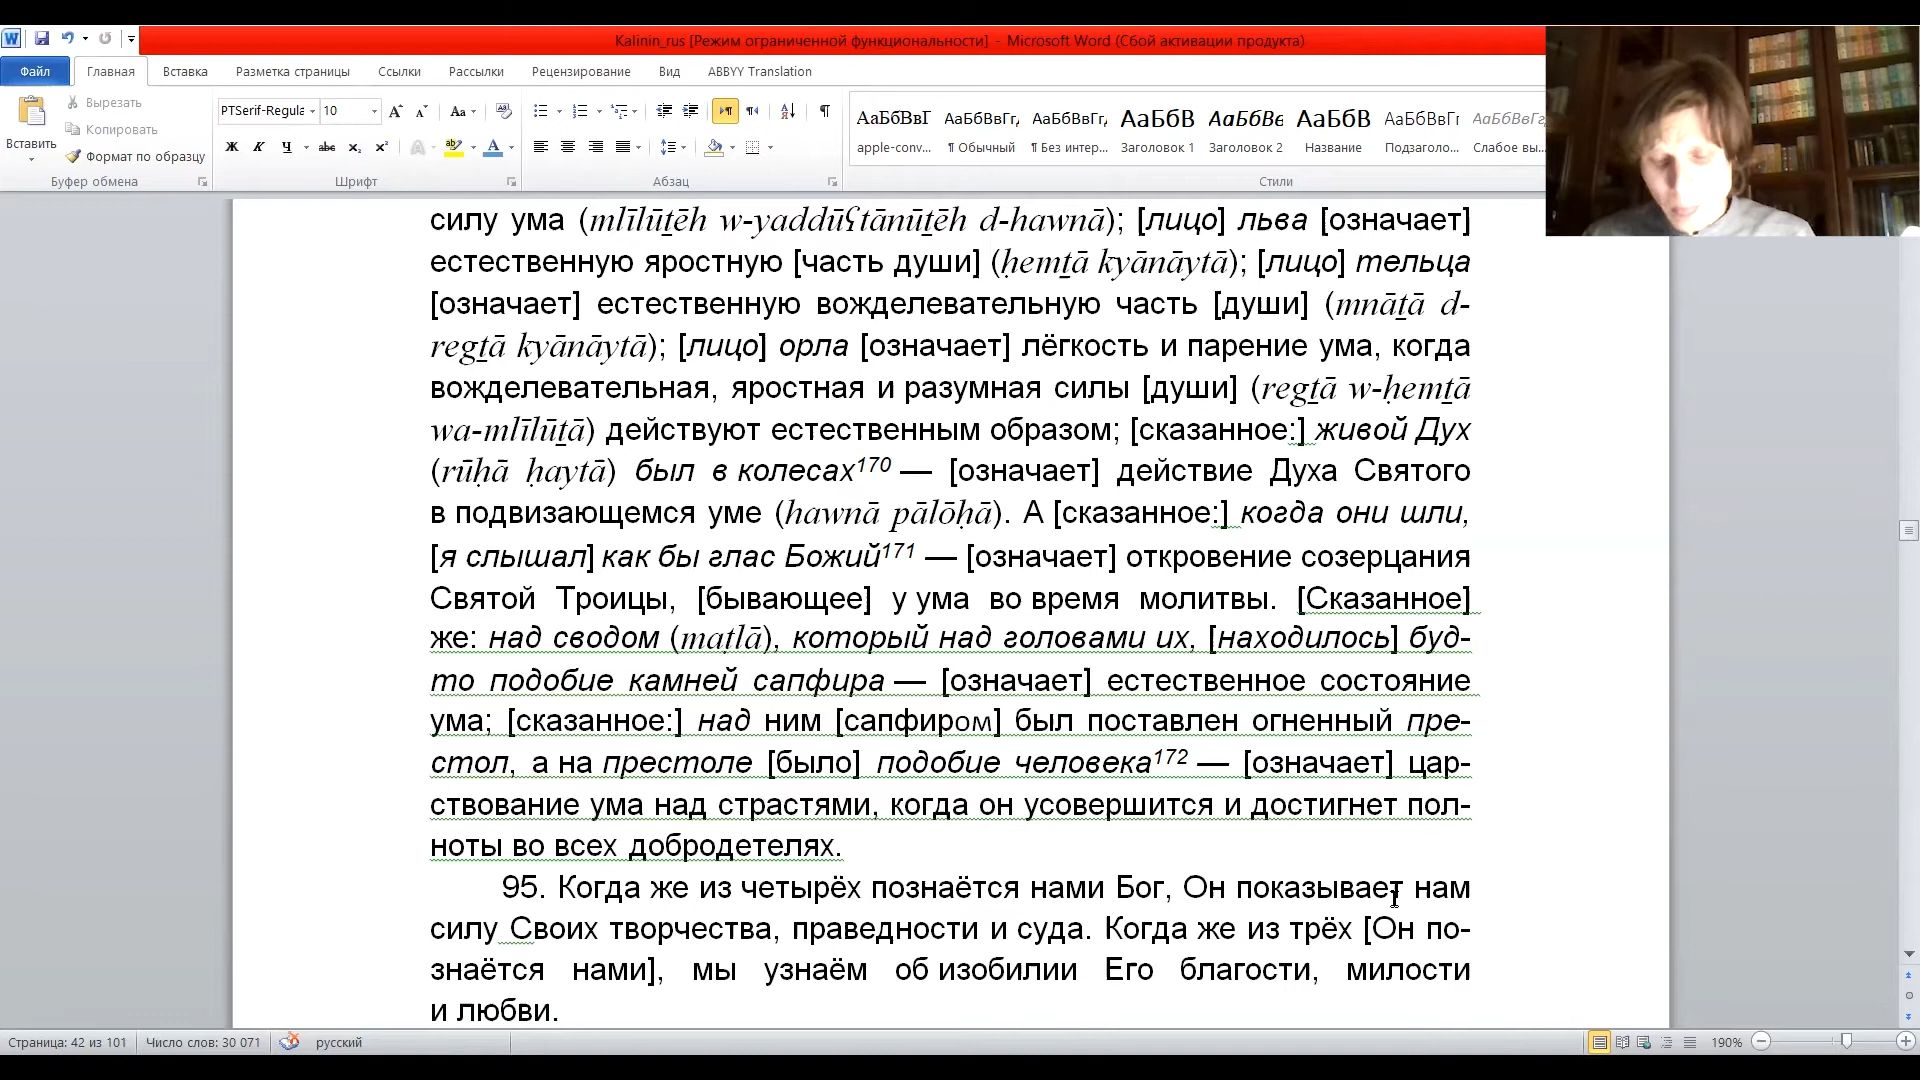 Kalinin_rus [Режим ограниченной функциональности] - Microsoft Word (Сбой активации продукта)
Файл Главная Вставка Разметка страницы Ссылки Рассылки Рецензирование Вид ABBYY Translation
Вставить
Вырезать
Копировать
Формат по образцу
Буфер обмена
PTSerif-Regula 10
Ж К Ч abc x₂ x²
Шрифт
Абзац
АаБбВвГ АаБбВвГг, АаБбВвГг, АаБбВ АаБбВв АаБбВ АаБбВвГг АаБбВвГг
apple-conv... ¶ Обычный ¶ Без интер... Заголовок 1 Заголовок 2 Название Подзаголо... Слабое вы...
Стили
силу ума (mlīlūṯēh w-yaddūʕtānūṯēh d-hawnā); [лицо] льва [означает]
естественную яростную [часть души] (ḥemṯā kyānāytā); [лицо] тельца
[означает] естественную вожделевательную часть [души] (mnāṯā d-
regṯā kyānāytā); [лицо] орла [означает] лёгкость и парение ума, когда
вожделевательная, яростная и разумная силы [души] (regṯā w-ḥemṯā
wa-mlīlūṯā) действуют естественным образом; [сказанное:] живой Дух
(rūḥā ḥaytā) был в колесах170 — [означает] действие Духа Святого
в подвизающемся уме (hawnā pālōḥā). А [сказанное:] когда они шли,
[я слышал] как бы глас Божий171 — [означает] откровение созерцания
Святой Троицы, [бывающее] у ума во время молитвы. [Сказанное]
же: над сводом (maṭlā), который над головами их, [находилось] буд-
то подобие камней сапфира — [означает] естественное состояние
ума; [сказанное:] над ним [сапфиром] был поставлен огненный пре-
стол, а на престоле [было] подобие человека172 — [означает] цар-
ствование ума над страстями, когда он усовершится и достигнет пол-
ноты во всех добродетелях.
95. Когда же из четырёх познаётся нами Бог, Он показывает нам
силу Своих творчества, праведности и суда. Когда же из трёх [Он по-
знаётся нами], мы узнаём об изобилии Его благости, милости
и любви.
Страница: 42 из 101 Число слов: 30 071 русский 190%